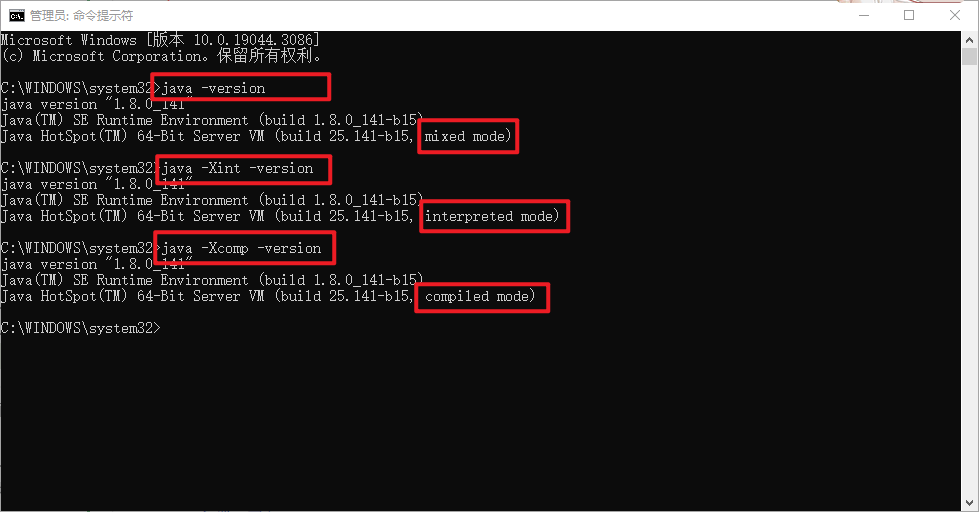 管理员: 命令提示符
Microsoft Windows [版本 10.0.19044.3086]
(c) Microsoft Corporation。保留所有权利。
C:\WINDOWS\system32>java -version
java version "1.8.0_141"
Java(TM) SE Runtime Environment (build 1.8.0_141-b15)
Java HotSpot(TM) 64-Bit Server VM (build 25.141-b15, mixed mode)
C:\WINDOWS\system32>java -Xint -version
java version "1.8.0_141"
Java(TM) SE Runtime Environment (build 1.8.0_141-b15)
Java HotSpot(TM) 64-Bit Server VM (build 25.141-b15, interpreted mode)
C:\WINDOWS\system32>java -Xcomp -version
java version "1.8.0_141"
Java(TM) SE Runtime Environment (build 1.8.0_141-b15)
Java HotSpot(TM) 64-Bit Server VM (build 25.141-b15, compiled mode)
C:\WINDOWS\system32>